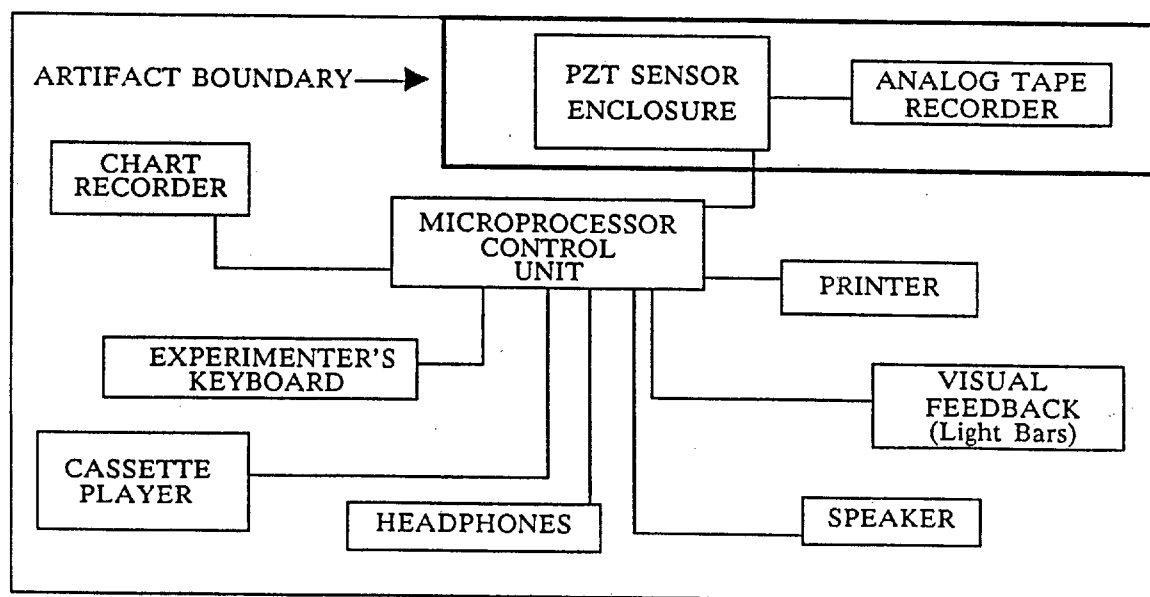 ARTIFACT BOUNDARY
PZT SENSOR
ENCLOSURE
ANALOG TAPE
RECORDER
CHART
RECORDER
MICROPROCESSOR
CONTROL
UNIT
PRINTER
EXPERIMENTER'S
KEYBOARD
VISUAL
FEEDBACK
(Light Bars)
CASSETTE
PLAYER
HEADPHONES
SPEAKER